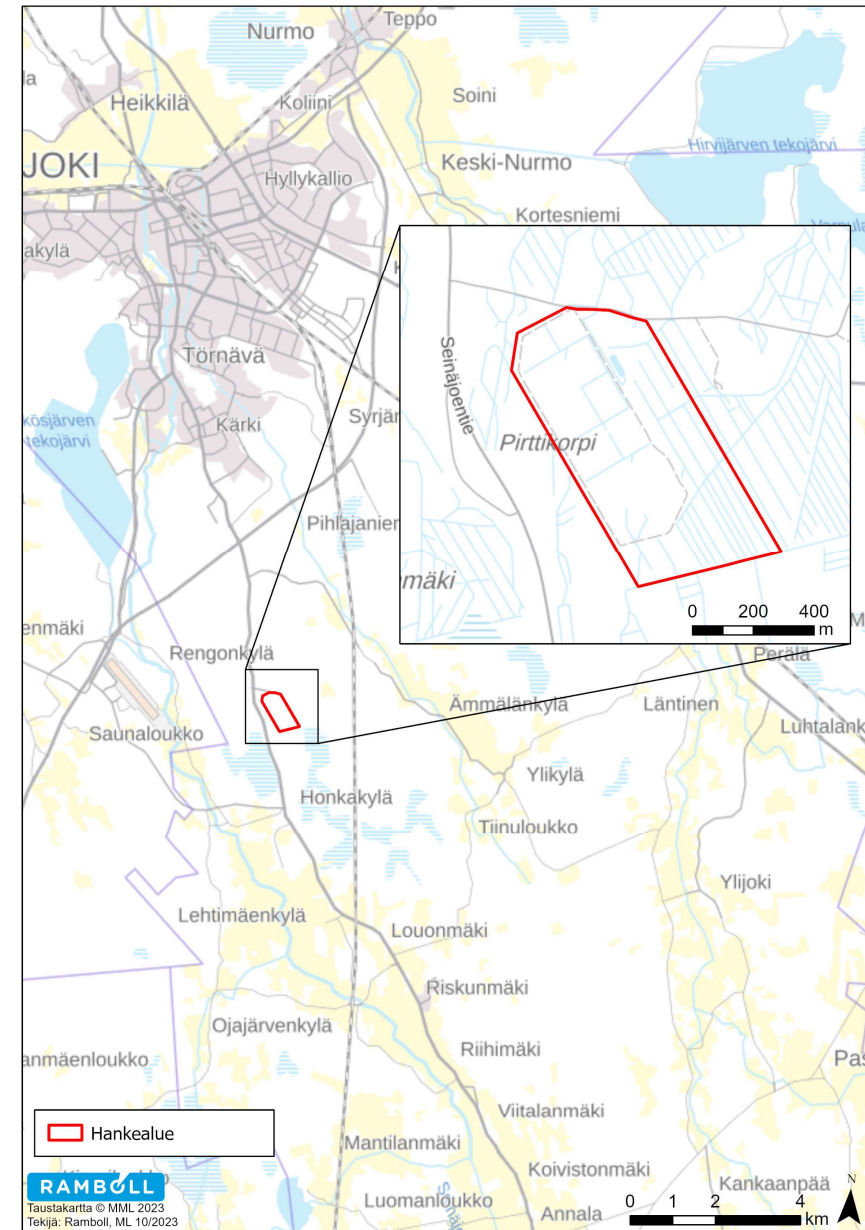 Nurmo
Teppo
Heikkilä
Koliini
Soini
JOKI
Hyllykallio
Keski-Nurmo
Hirvijärven tekojärvi
Kortesniemi
akylä
Törnävä
Kärki
Syrjär
kösjärven
tekojärvi
Seinäjoentie
Pirttikorpi
Pihlajanier
mäki
0 200 400
m
enmäki
Rengonkylä
Perälä
Ämmälänkylä
Läntinen
Saunaloukko
Luhtalank
Ylikylä
Honkakylä
Tiinuloukko
Ylijoki
Lehtimäenkylä
Louonmäki
Riskunmäki
Ojajärvenkylä
Riihimäki
anmäenloukko
Pas
Viitalanmäki
Hankealue
Mantilanmäki
Koivistonmäki
Kankaanpää
RAMBOLL
Luomanloukko
Annala
Taustakartta © MML 2023
Tekijä: Ramboll, ML 10/2023
0 1 2 4
km
N